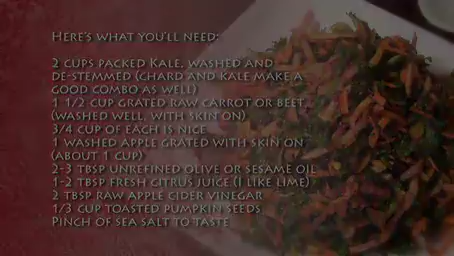 Here's what you'll need:
2 cups packed Kale, washed and
de-stemmed (chard and kale make a
good combo as well)
1 1/2 cup grated raw carrot or beet
(washed well, with skin on)
3/4 cup of each is nice
1 washed apple grated with skin on
(about 1 cup)
2-3 tbsp unrefined olive or sesame oil
1-2 tbsp fresh citrus juice (I like lime)
2 tbsp raw apple cider vinegar
1/3 cup toasted pumpkin seeds
Pinch of sea salt to taste